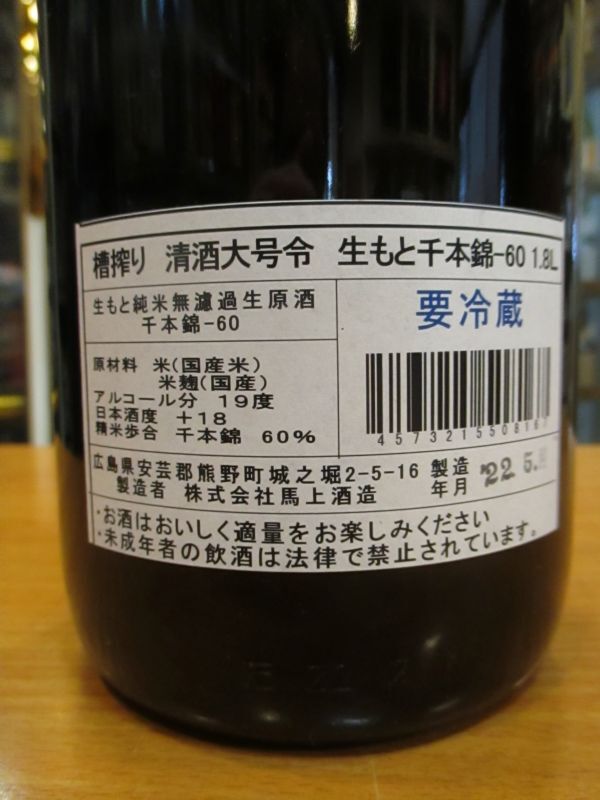 槽搾り 清酒大号令 生もと千本錦-60 1.8L
生もと純米無濾過生原酒
千本錦-60
要冷蔵
原材料 米(国産米)
米麹(国産)
アルコール分 19度
日本酒度 +18
精米歩合 千本錦 60%
457321550816
広島県安芸郡熊野町城之堀2-5-16
製造者 株式会社馬上酒造
製造
年月
22 5.
・お酒はおいしく適量をお楽しみください
・未成年者の飲酒は法律で禁止されています。